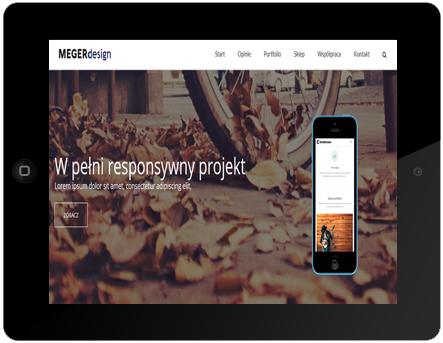 MEGERdesign
Start Opinie Portfolio Sklep Współpraca Kontakt
W pełni responsywny projekt
Lorem ipsum dolor sit amet, consectetur adipiscing elit.
ZOBACZ